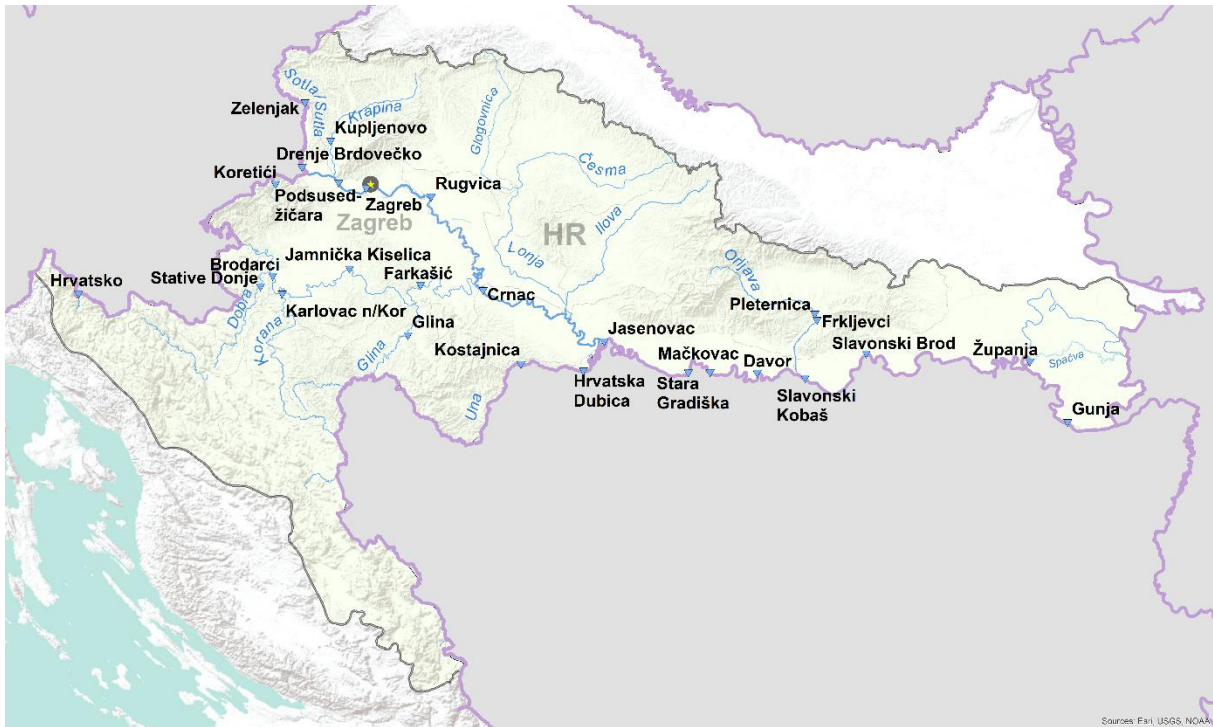 Sotla/
Sutla
Zelenjak
Krapina
Glogovnica
Kupljenovo
Drenje Brdovečko
Česma
Koretići
Podsused-
žičara
Zagreb
Rugvica
Zagreb
HR
Ilova
Lonja
Jamnička Kiselica
Brodarci
Stative Donje
Farkašić
Hrvatsko
Orljava
Crnac
Dobra
Korana
Karlovac n/Kor
Pleternica
Frkljevci
Glina
Glina
Jasenovac
Slavonski Brod
Kostajnica
Mačkovac
Davor
Županja
Spačva
Hrvatska
Dubica
Stara
Gradiška
Slavonski
Kobaš
Una
Gunja
Sources: Esri, USGS, NOAA